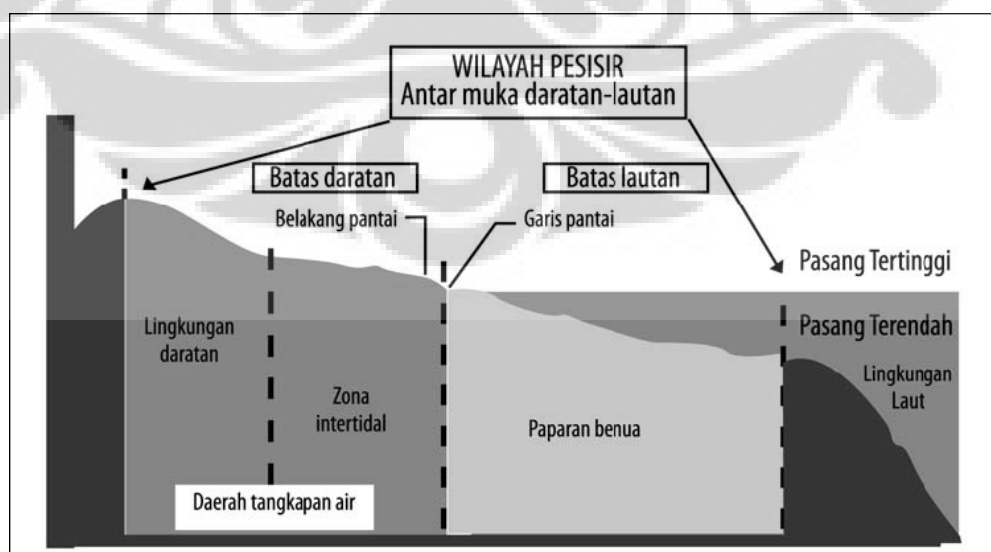 WILAYAH PESISIR
Antar muka daratan-lautan
Batas daratan
Batas lautan
Belakang pantai
Garis pantai
Pasang Tertinggi
Pasang Terendah
Lingkungan
daratan
Lingkungan
Laut
Zona
intertidal
Paparan benua
Daerah tangkapan air